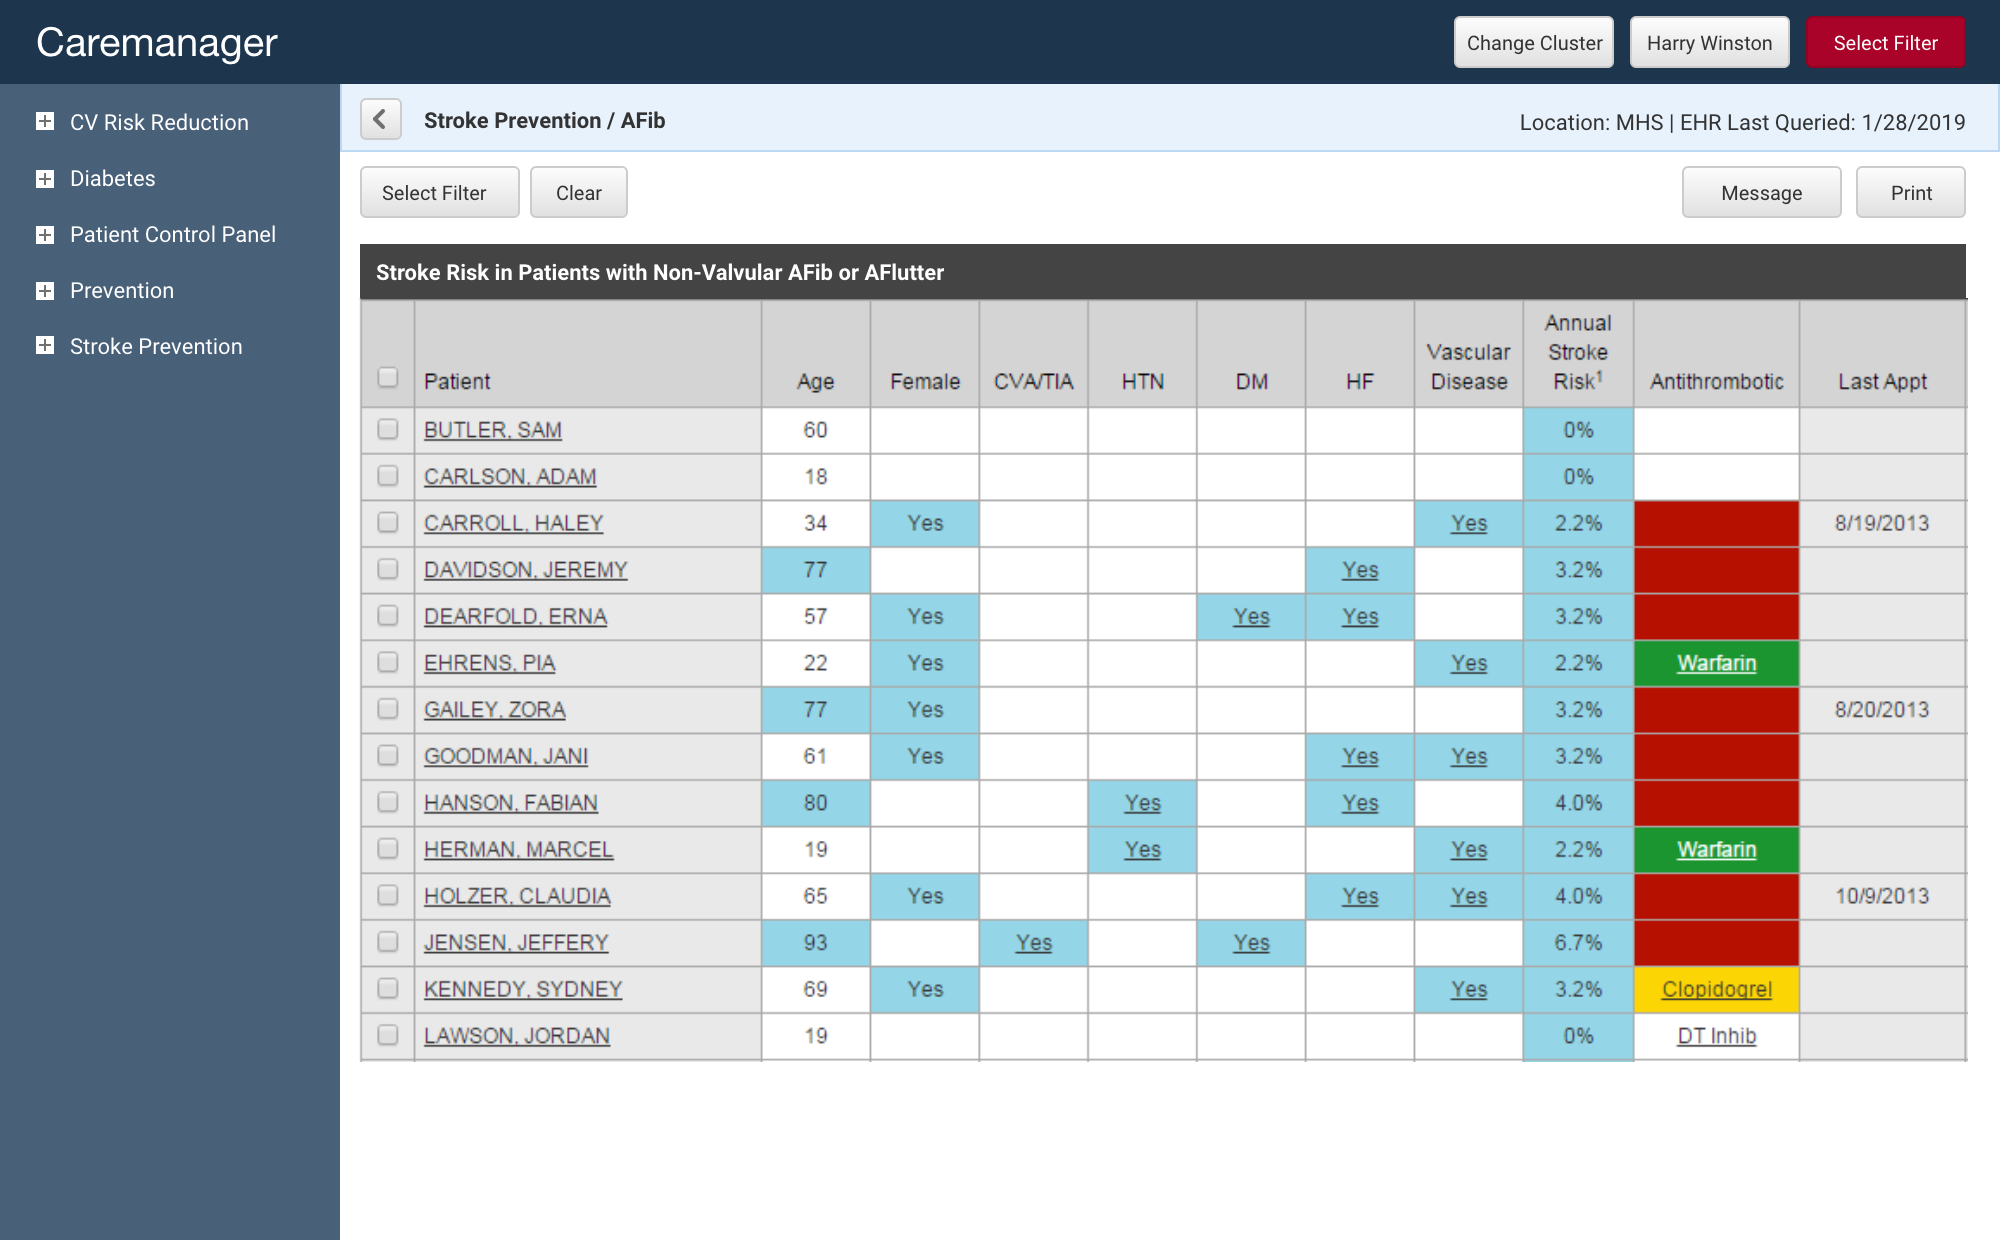 Caremanager
Change Cluster Harry Winston Select Filter
CV Risk Reduction
Diabetes
Patient Control Panel
Prevention
Stroke Prevention
Stroke Prevention / AFib Location: MHS | EHR Last Queried: 1/28/2019
Select Filter Clear Message Print
Stroke Risk in Patients with Non-Valvular AFib or AFlutter
Patient Age Female CVA/TIA HTN DM HF Vascular Disease Annual Stroke Risk¹ Antithrombotic Last Appt
BUTLER, SAM 60 0%
CARLSON, ADAM 18 0%
CARROLL, HALEY 34 Yes Yes 2.2% 8/19/2013
DAVIDSON, JEREMY 77 Yes 3.2%
DEARFOLD, ERNA 57 Yes Yes Yes 3.2%
EHRENS, PIA 22 Yes Yes 2.2% Warfarin
GAILEY, ZORA 77 Yes 3.2% 8/20/2013
GOODMAN, JANI 61 Yes Yes Yes 3.2%
HANSON, FABIAN 80 Yes Yes 4.0%
HERMAN, MARCEL 19 Yes Yes 2.2% Warfarin
HOLZER, CLAUDIA 65 Yes Yes Yes 4.0% 10/9/2013
JENSEN, JEFFERY 93 Yes Yes 6.7%
KENNEDY, SYDNEY 69 Yes Yes 3.2% Clopidogrel
LAWSON, JORDAN 19 0% DT Inhib